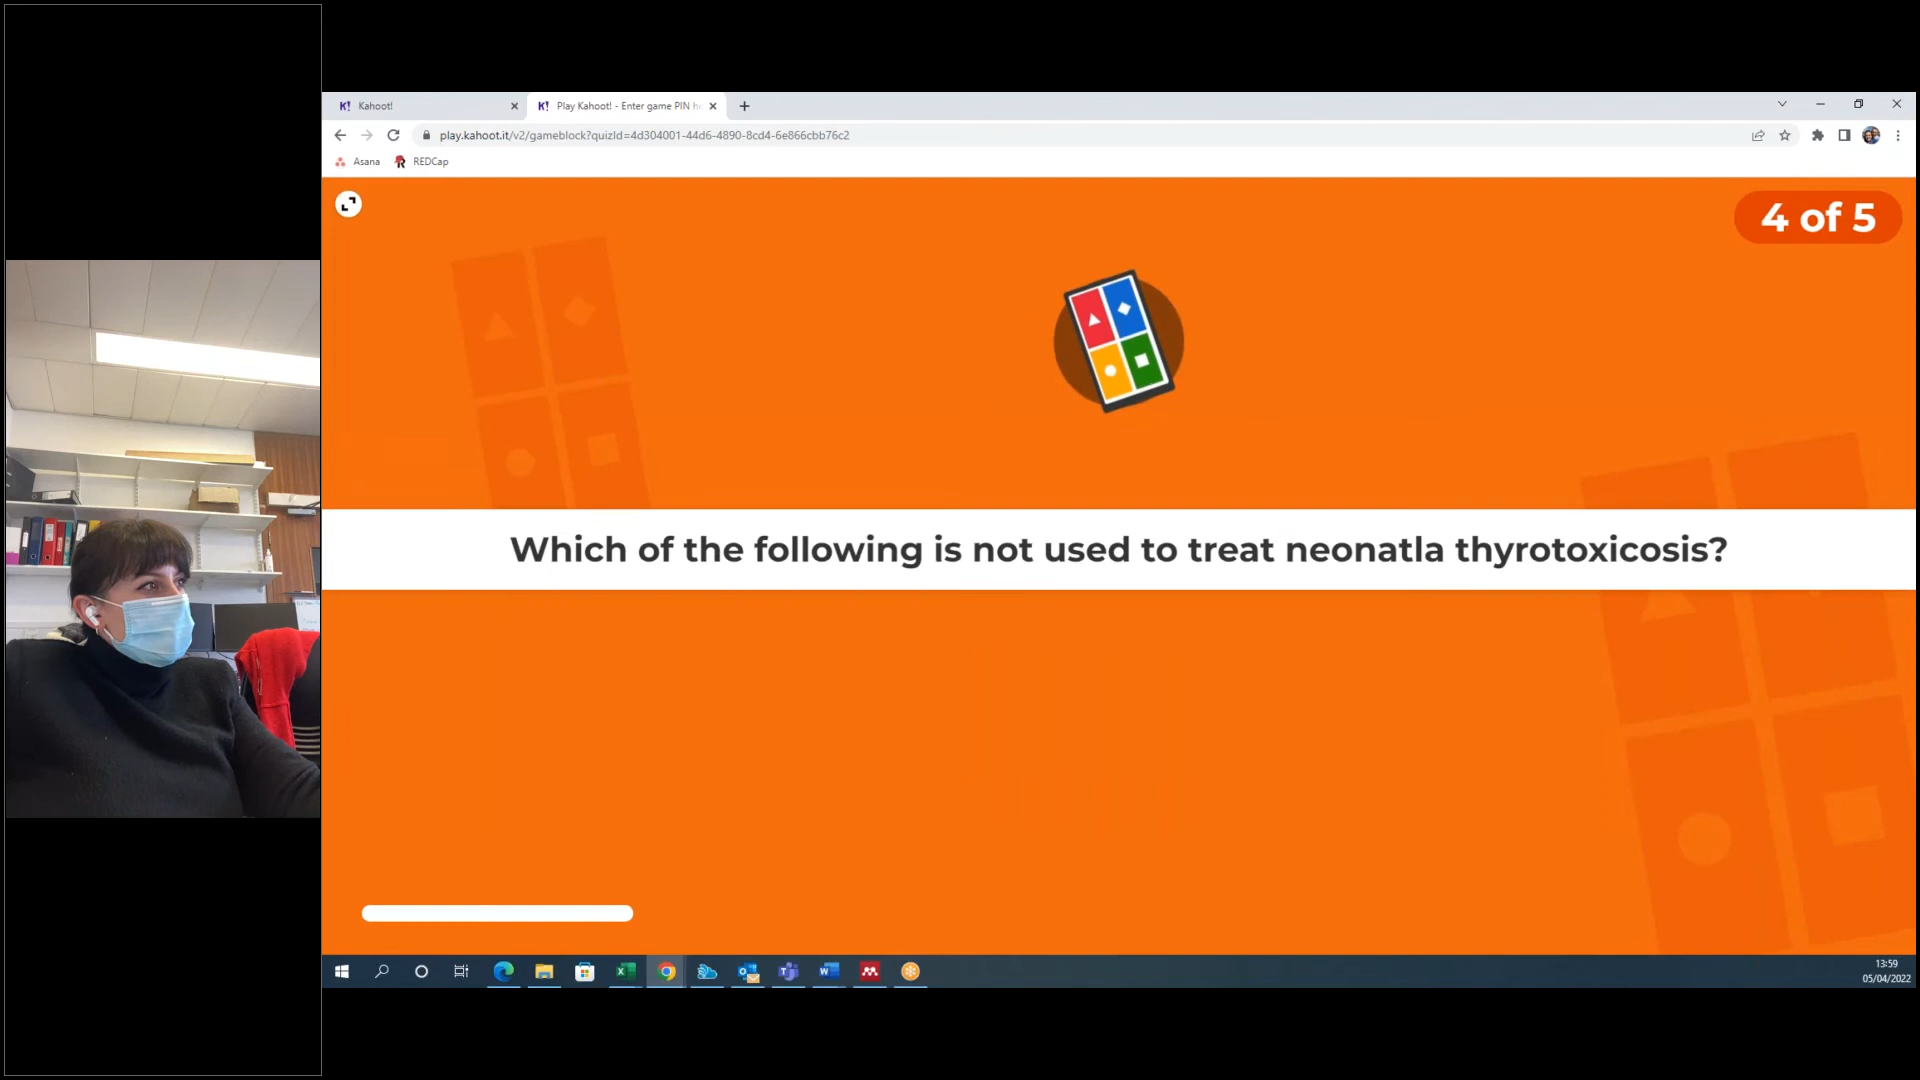 K! Kahoot!
K! Play Kahoot! - Enter game PIN h
play.kahoot.it/v2/gameblock?quizId=4d304001-44d6-4890-8cd4-6e866cbb76c2
Asana REDCap
4 of 5
Which of the following is not used to treat neonatla thyrotoxicosis?
13:59
05/04/2022